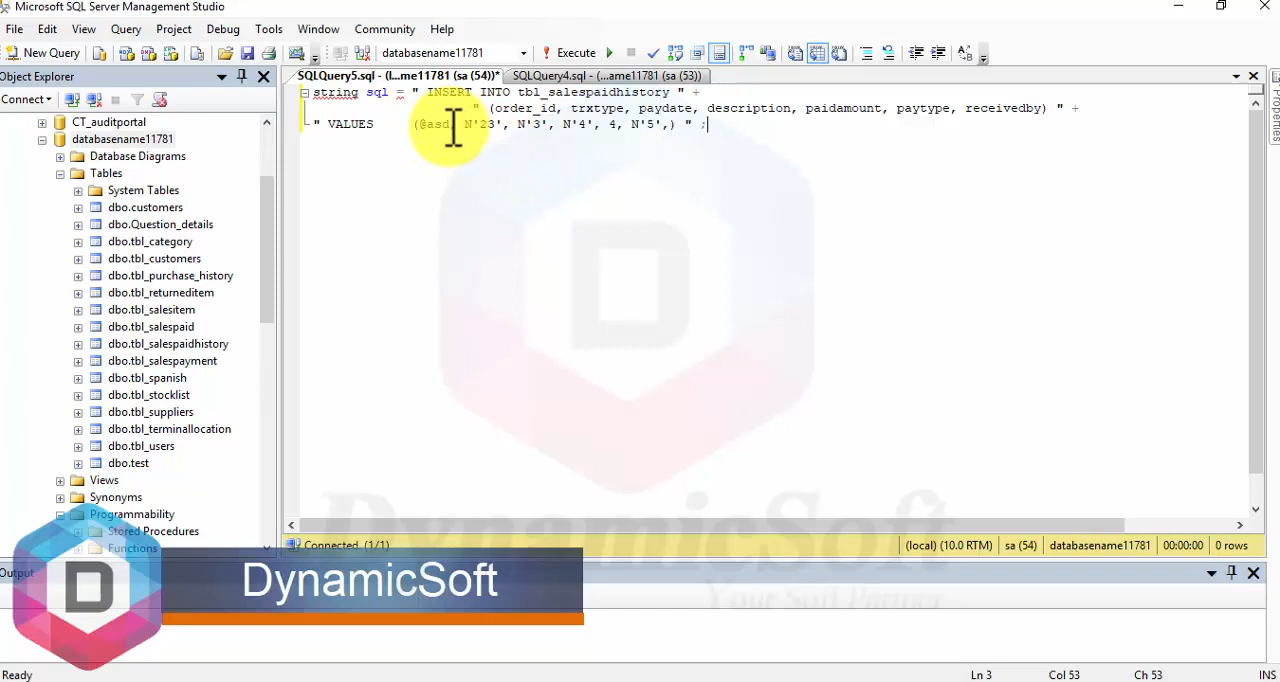 Microsoft SQL Server Management Studio
File Edit View Query Project Debug Tools Window Community Help
New Query databasename11781 Execute
Object Explorer
SQLQuery5.sql - (l...me11781 (sa (54))* SQLQuery4.sql - (...ame11781 (sa (53))
Connect
CT_auditportal
databasename11781
Database Diagrams
Tables
System Tables
dbo.customers
dbo.Question_details
dbo.tbl_category
dbo.tbl_customers
dbo.tbl_purchase_history
dbo.tbl_returneditem
dbo.tbl_salesitem
dbo.tbl_salespaid
dbo.tbl_salespaidhistory
dbo.tbl_salespayment
dbo.tbl_spanish
dbo.tbl_stocklist
dbo.tbl_suppliers
dbo.tbl_terminallocation
dbo.tbl_users
dbo.test
Views
Synonyms
Programmability
Stored Procedures
Functions
string sql = " INSERT INTO tbl_salespaidhistory " +
" (order_id, trxtype, paydate, description, paidamount, paytype, receivedby) " +
" VALUES (@asd, N'23', N'3', N'4', 4, N'5',) " ;
D
DynamicSoft
Your Soft Partner
Connected. (1/1) (local) (10.0 RTM) sa (54) databasename11781 00:00:00 0 rows
Output
D
DynamicSoft
Properties
Ready Ln 3 Col 53 Ch 53 INS